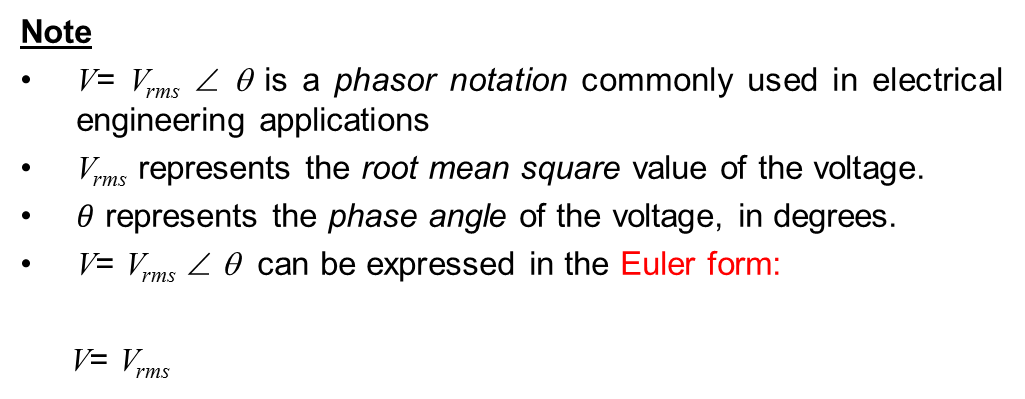 Note
• V= Vrms ∠ θ is a phasor notation commonly used in electrical
engineering applications
• Vrms represents the root mean square value of the voltage.
• θ represents the phase angle of the voltage, in degrees.
• V= Vrms ∠ θ can be expressed in the Euler form:
V= Vrms